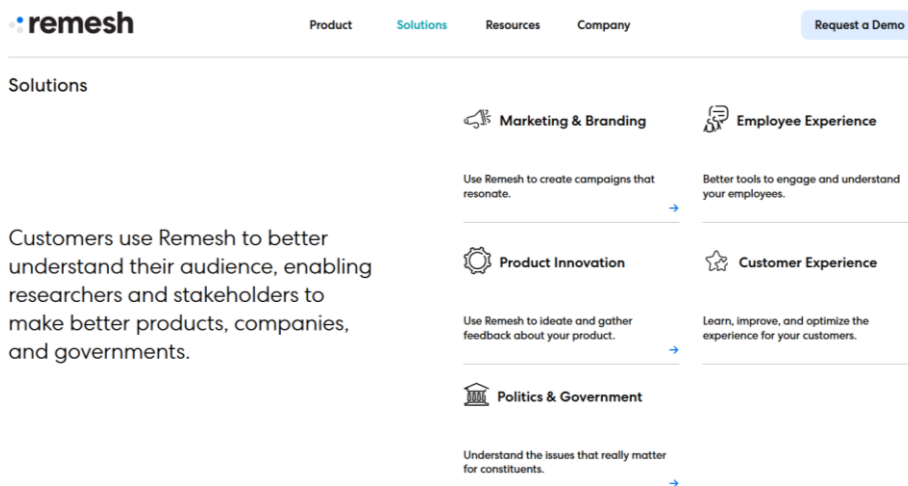 remesh
Product
Solutions
Resources
Company
Request a Demo
Solutions
Customers use Remesh to better
understand their audience, enabling
researchers and stakeholders to
make better products, companies,
and governments.
Marketing & Branding
Use Remesh to create campaigns that
resonate.
Employee Experience
Better tools to engage and understand
your employees.
Product Innovation
Use Remesh to ideate and gather
feedback about your product.
Customer Experience
Learn, improve, and optimize the
experience for your customers.
Politics & Government
Understand the issues that really matter
for constituents.